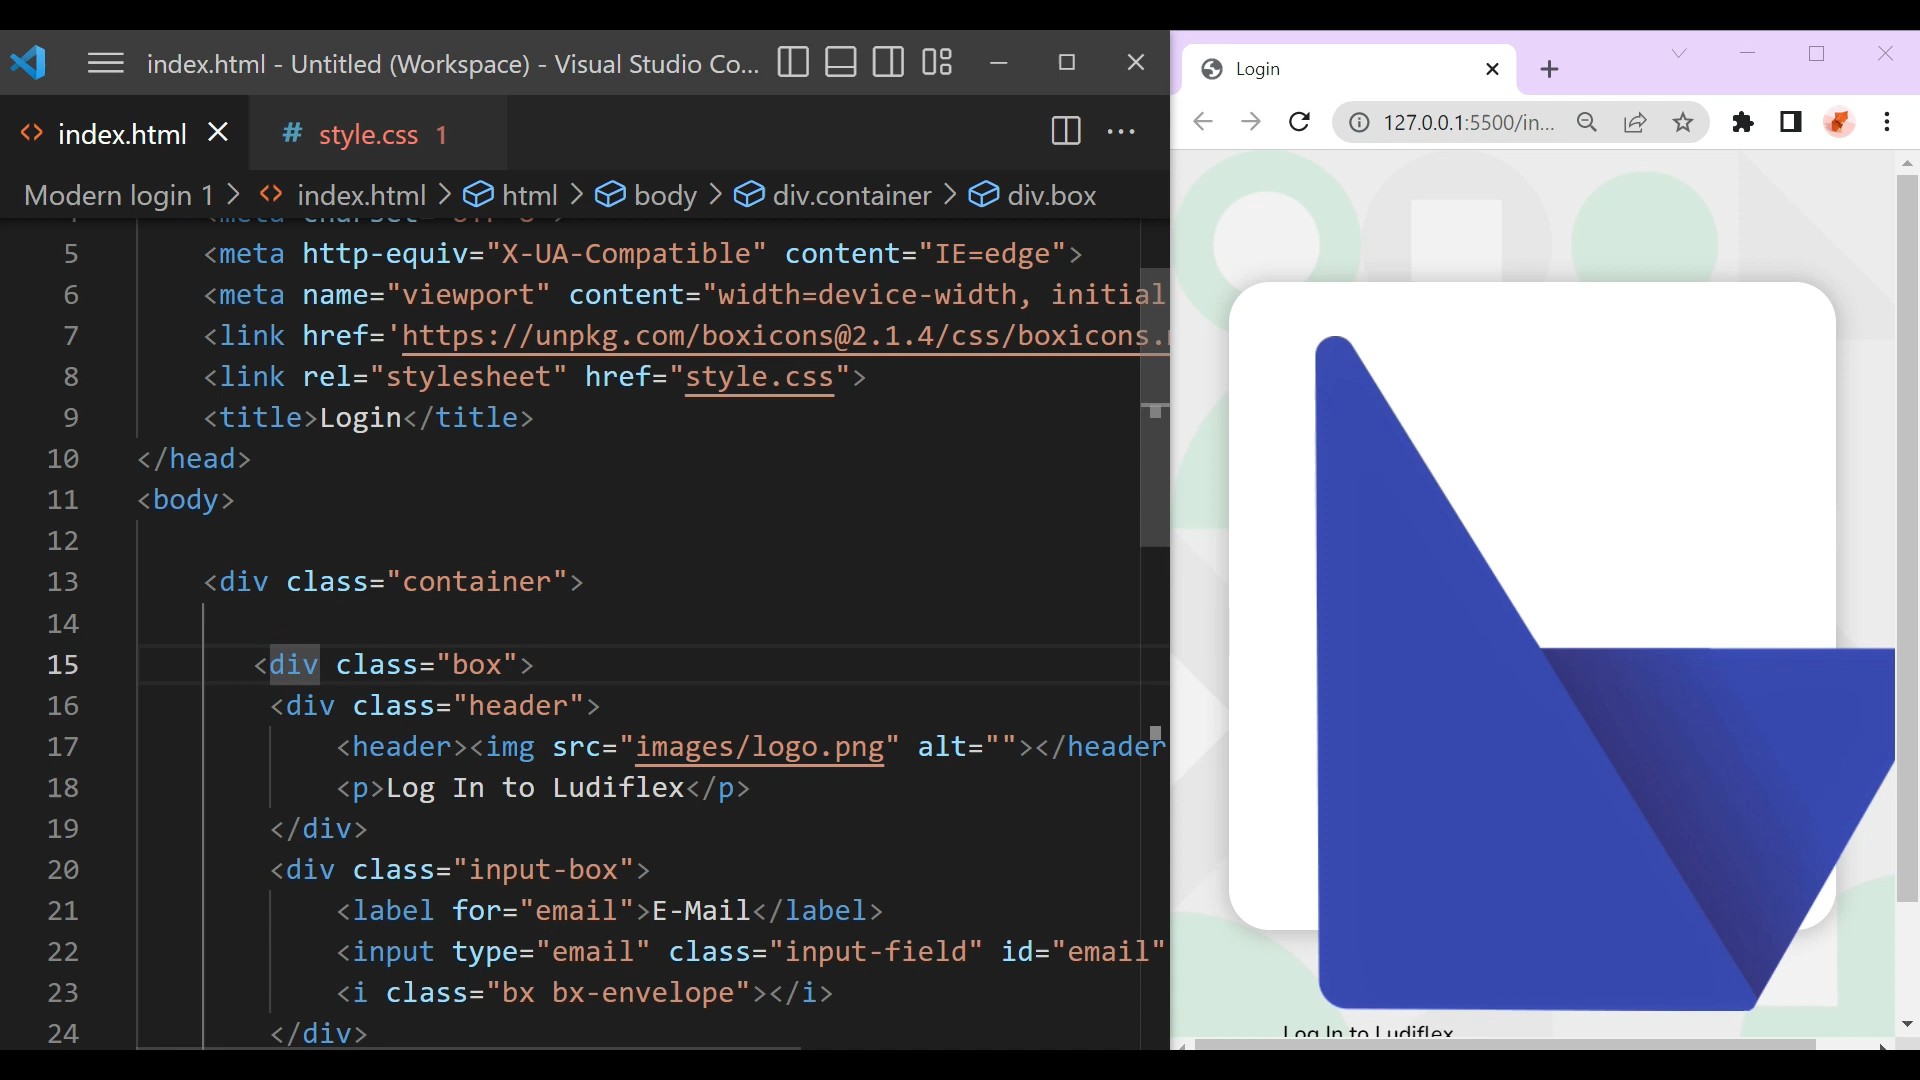 index.html - Untitled (Workspace) - Visual Studio Co...
index.html
# style.css 1
Modern login 1 > index.html > html > body > div.container > div.box
5 <meta http-equiv="X-UA-Compatible" content="IE=edge">
6 <meta name="viewport" content="width=device-width, initial
7 <link href='https://unpkg.com/boxicons@2.1.4/css/boxicons.
8 <link rel="stylesheet" href="style.css">
9 <title>Login</title>
10 </head>
11 <body>
12
13 <div class="container">
14
15 <div class="box">
16 <div class="header">
17 <header><img src="images/logo.png" alt=""></header
18 <p>Log In to Ludiflex</p>
19 </div>
20 <div class="input-box">
21 <label for="email">E-Mail</label>
22 <input type="email" class="input-field" id="email"
23 <i class="bx bx-envelope"></i>
24 </div>
Login
127.0.0.1:5500/in...
Log In to Ludiflex